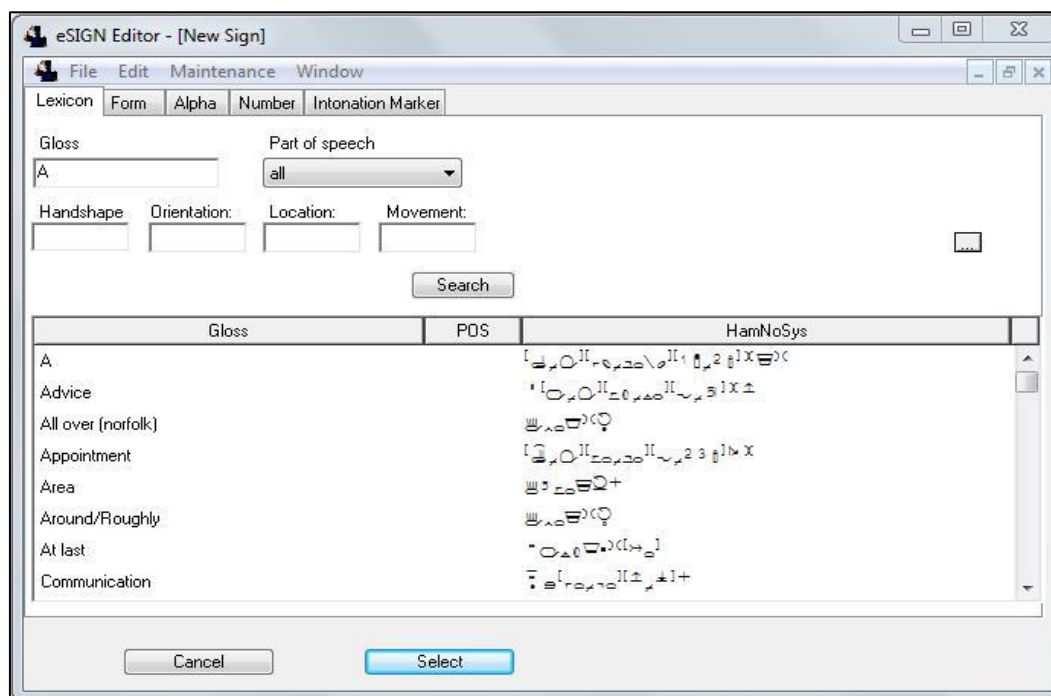 eSIGN Editor - [New Sign]
File Edit Maintenance Window
Lexicon Form Alpha Number Intonation Marker
Gloss Part of speech
A all
Handshape Orientation: Location: Movement:
...
Search
Gloss POS HamNoSys
A
Advice
All over (norfolk)
Appointment
Area
Around/Roughly
At last
Communication
Cancel Select